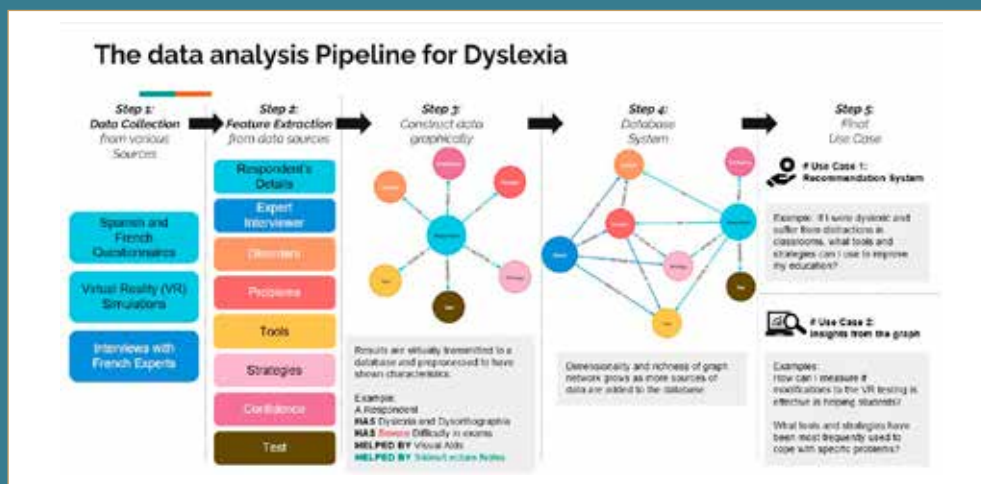 The data analysis Pipeline for Dyslexia
Step 1:
Data Collection
from various
Sources
Spanish and
French
Questionnaires
Virtual Reality (VR)
Simulations
Interviews with
French Experts
Step 2:
Feature Extraction
from data sources
Respondent's
Details
Expert
Interviewer
Disorders
Problems
Tools
Strategies
Confidence
Test
Step 3:
Construct data
graphically
Results are virtually transmitted to a
database and preprocessed to have
shown characteristics.
Example:
A Respondent
HAS Dyslexia and Dysorthographia
HAS Severe Difficulty in exams
HELPED BY Visual Aids
HELPED BY Lecture Notes
Step 4:
Database
System
Dimensionality and richness of graph
network grows as more sources of
data are added to the database.
Step 5:
Final
Use Case
# Use Case 1:
Recommendation System
Example: If I were dyslexic and
suffer from distractions in
classrooms, what tools and
strategies can I use to improve
my education?
# Use Case 2:
Insights from the graph
Examples:
How can I measure if
modifications to the VR testing is
effective in helping students?
What tools and strategies have
been most frequently used to
cope with specific problems?